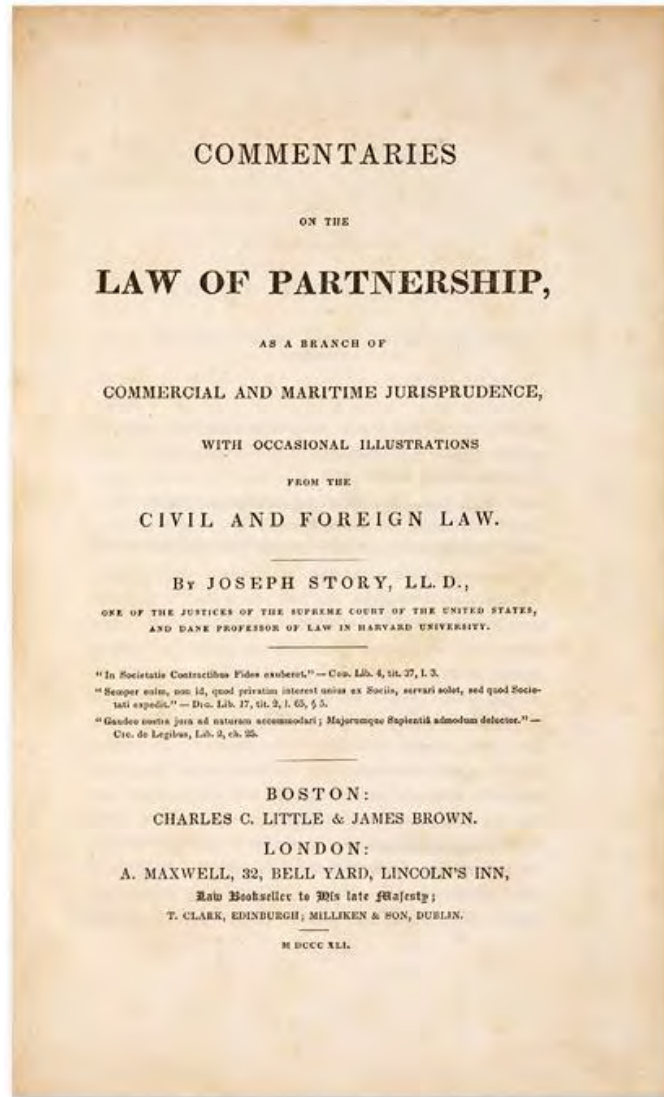 COMMENTARIES
ON THE
LAW OF PARTNERSHIP,
AS A BRANCH OF
COMMERCIAL AND MARITIME JURISPRUDENCE,
WITH OCCASIONAL ILLUSTRATIONS
FROM THE
CIVIL AND FOREIGN LAW.
BY JOSEPH STORY, LL. D.,
ONE OF THE JUSTICES OF THE SUPREME COURT OF THE UNITED STATES,
AND DANE PROFESSOR OF LAW IN HARVARD UNIVERSITY.
"In Societatis Contractibus Fides exuberet." — COD. Lib. 4, tit. 37, l. 3.
"Semper enim, non id, quod privatim interest unius ex Sociis, servari solet, sed quod Socie-
tati expedit." — DIG. Lib. 17, tit. 2, l. 65, § 5.
"Gaudeo nostra jura ad naturam accommodari; Majorumque Sapientiâ admodum delector." —
CIC. de Legibus, Lib. 2, ch. 25.
BOSTON:
CHARLES C. LITTLE & JAMES BROWN.
LONDON:
A. MAXWELL, 32, BELL YARD, LINCOLN'S INN,
Law Bookseller to His late Majesty;
T. CLARK, EDINBURGH; MILLIKEN & SON, DUBLIN.
M DCCC XLI.